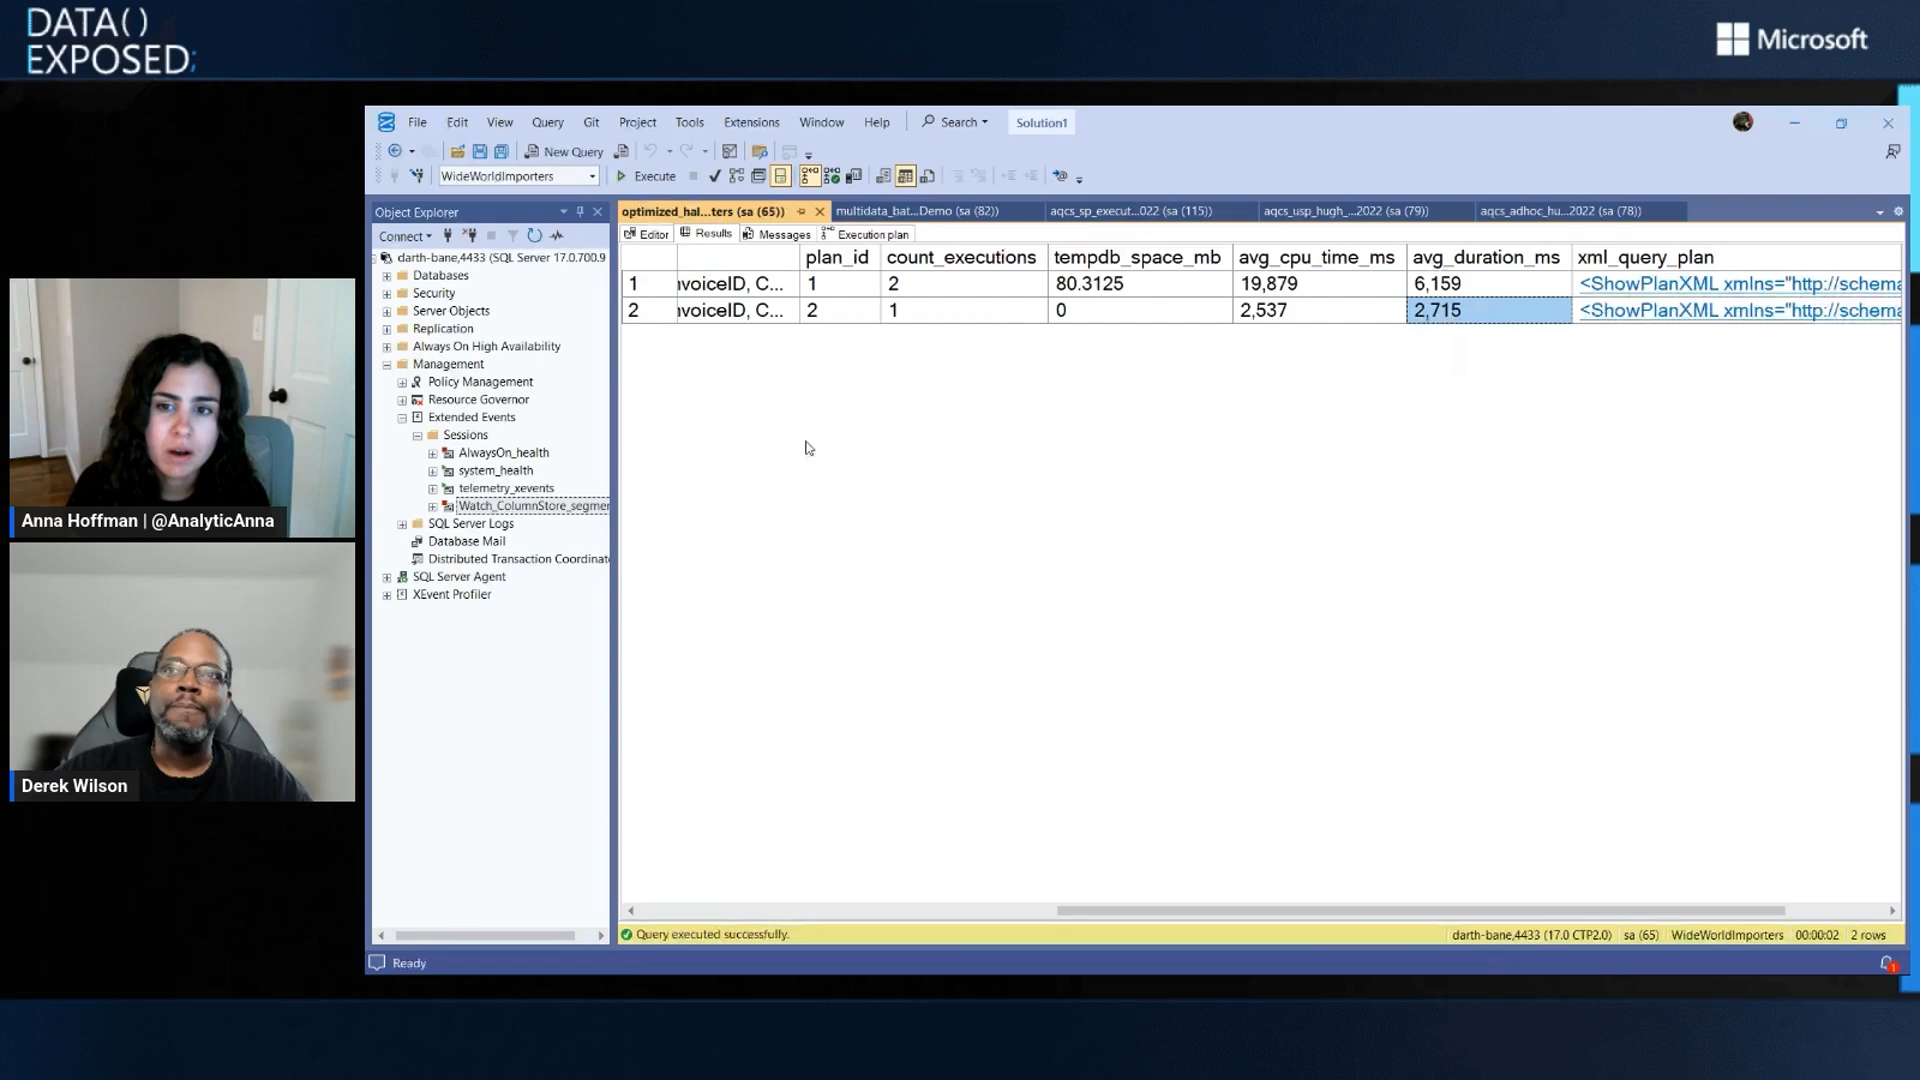 DATA()
EXPOSED;
Microsoft
File Edit View Query Git Project Tools Extensions Window Help Search Solution1
New Query
WideWorldImporters Execute
Object Explorer
Connect
darth-bane,4433 (SQL Server 17.0.700.9
Databases
Security
Server Objects
Replication
Always On High Availability
Management
Policy Management
Resource Governor
Extended Events
Sessions
AlwaysOn_health
system_health
telemetry_xevents
Watch_ColumnStore_segmer
SQL Server Logs
Database Mail
Distributed Transaction Coordinat
SQL Server Agent
XEvent Profiler
optimized_hal...ters (sa (65)) multidata_bat...Demo (sa (82)) aqcs_sp_execut...022 (sa (115)) aqcs_usp_hugh_...2022 (sa (79)) aqcs_adhoc_hu...2022 (sa (78))
Editor Results Messages Execution plan
plan_id count_executions tempdb_space_mb avg_cpu_time_ms avg_duration_ms xml_query_plan
1 nvoiceID, C... 1 2 80.3125 19,879 6,159 <ShowPlanXML xmlns="http://schema
2 nvoiceID, C... 2 1 0 2,537 2,715 <ShowPlanXML xmlns="http://schema
Query executed successfully. darth-bane,4433 (17.0 CTP2.0) sa (65) WideWorldImporters 00:00:02 2 rows
Ready 1
Anna Hoffman | @AnalyticAnna
Derek Wilson